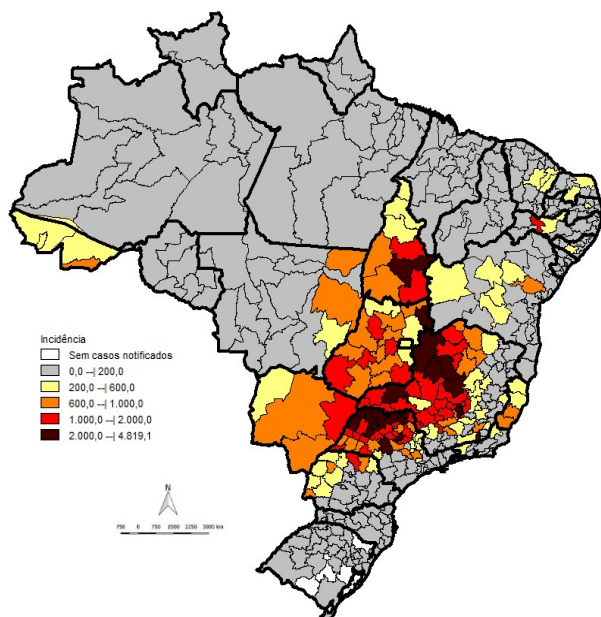 Incidência
Sem casos notificados
0,0 --| 200,0
200,0 --| 600,0
600,0 --| 1.000,0
1.000,0 --| 2.000,0
2.000,0 --| 4.819,1
N
750 0 750 1500 2250 3000 km